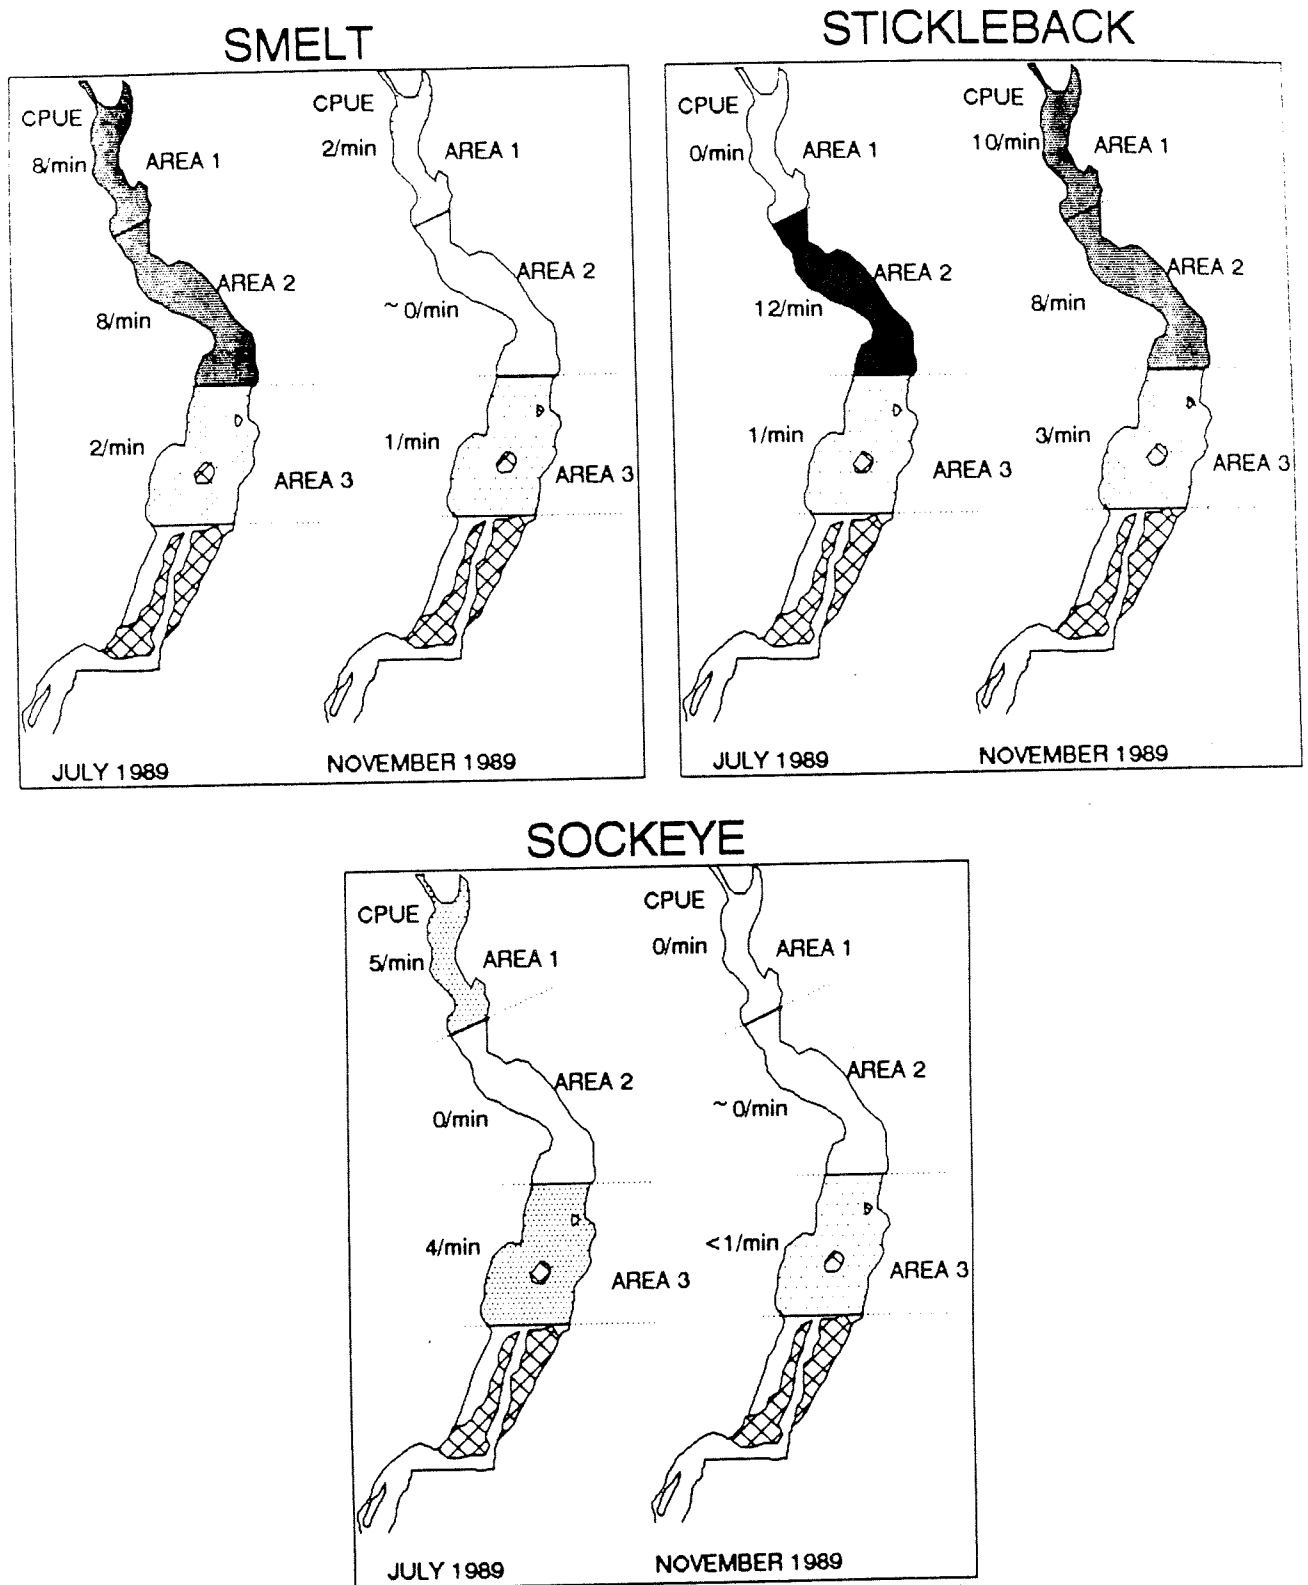 SMELT
CPUE
8/min
AREA 1
8/min
AREA 2
2/min
AREA 3
JULY 1989
CPUE
2/min
AREA 1
~ 0/min
AREA 2
1/min
AREA 3
NOVEMBER 1989
STICKLEBACK
CPUE
0/min
AREA 1
12/min
AREA 2
1/min
AREA 3
JULY 1989
CPUE
10/min
AREA 1
8/min
AREA 2
3/min
AREA 3
NOVEMBER 1989
SOCKEYE
CPUE
5/min
AREA 1
0/min
AREA 2
4/min
AREA 3
JULY 1989
CPUE
0/min
AREA 1
~ 0/min
AREA 2
<1/min
AREA 3
NOVEMBER 1989